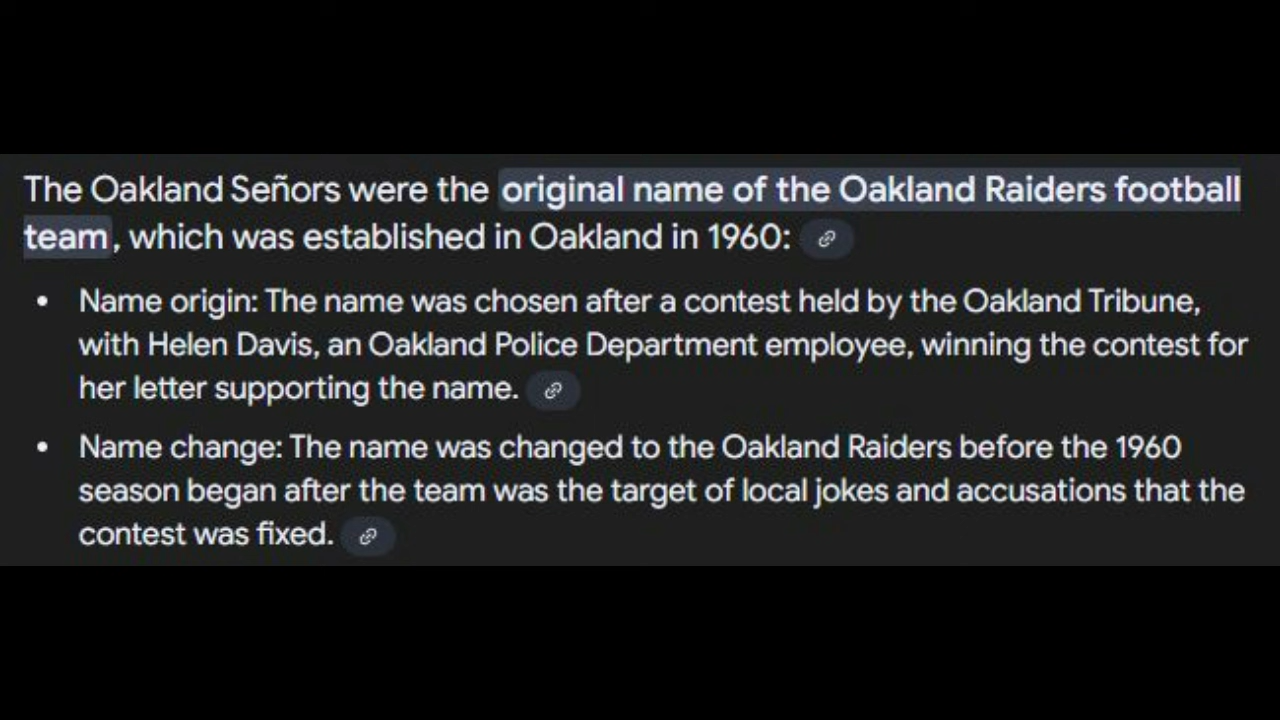 The Oakland Señors were the original name of the Oakland Raiders football
team, which was established in Oakland in 1960:
• Name origin: The name was chosen after a contest held by the Oakland Tribune,
with Helen Davis, an Oakland Police Department employee, winning the contest for
her letter supporting the name.
• Name change: The name was changed to the Oakland Raiders before the 1960
season began after the team was the target of local jokes and accusations that the
contest was fixed.